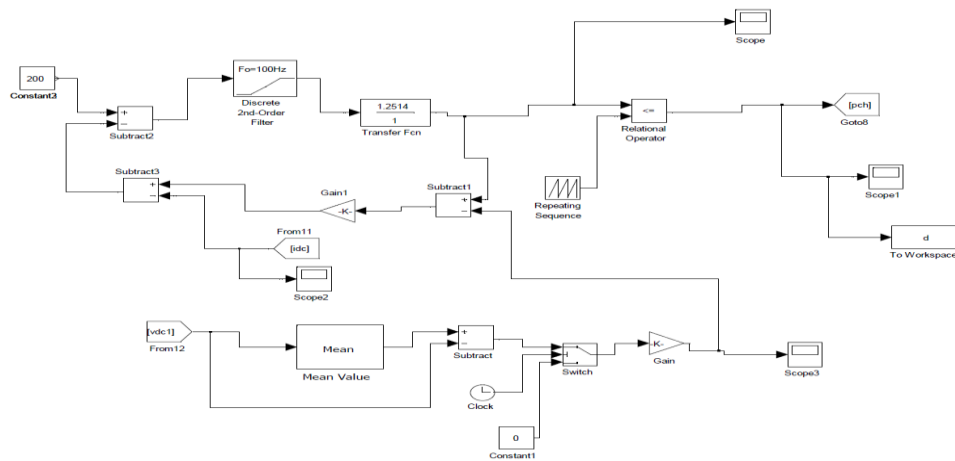 Scope
200
Constant3
+
−
Subtract2
Fo=100Hz
Discrete
2nd-Order
Filter
1.2514
1
Transfer Fcn
<=
Relational
Operator
[pch]
Goto8
Subtract3
+
−
Gain1
-K-
Subtract1
+
−
Repeating
Sequence
Scope1
From11
[idc]
Scope2
d
To Workspace
[vdc1]
From12
Mean
Mean Value
+
−
Subtract
Switch
-K-
Gain
Scope3
Clock
0
Constant1